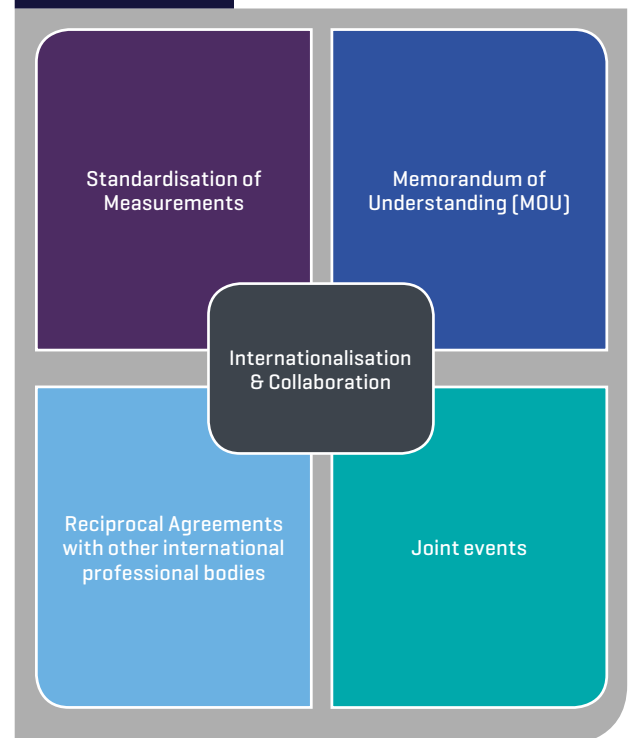 Standardisation of
Measurements
Memorandum of
Understanding (MOU)
Internationalisation
& Collaboration
Reciprocal Agreements
with other international
professional bodies
Joint events